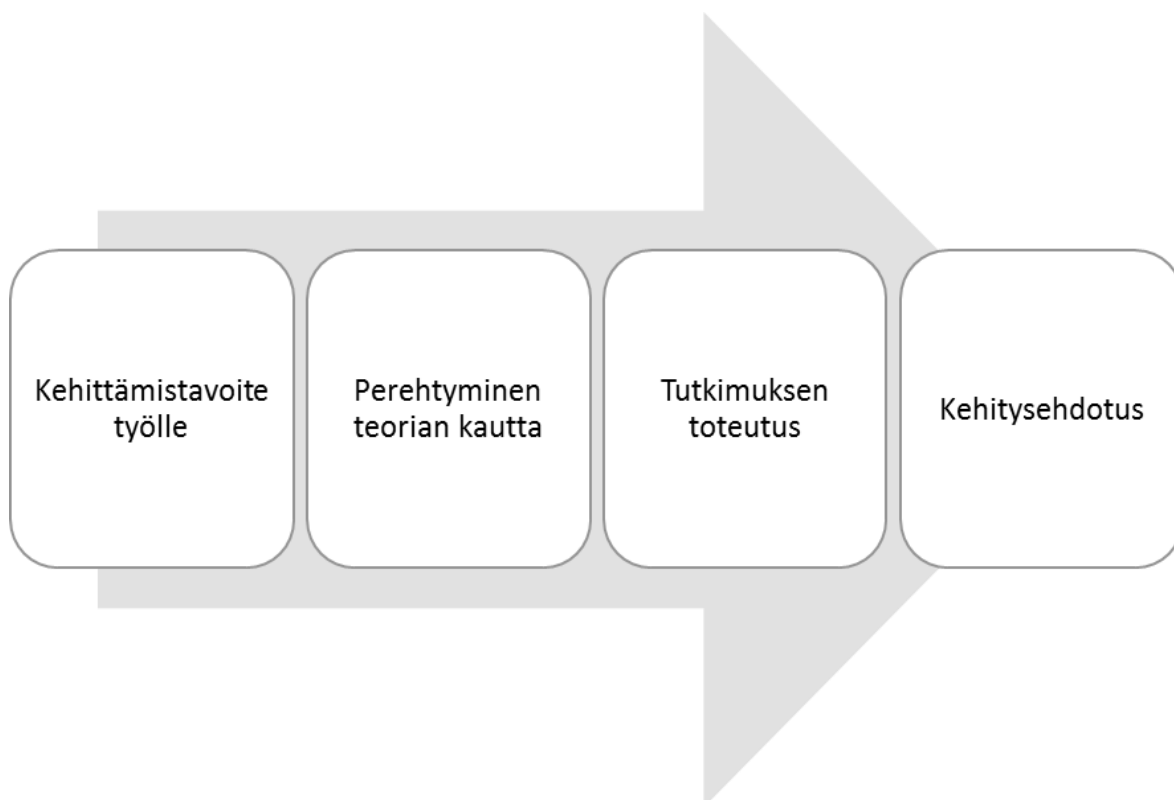 Kehittämistavoite
työlle
Perehtyminen
teorian kautta
Tutkimuksen
toteutus
Kehitysehdotus